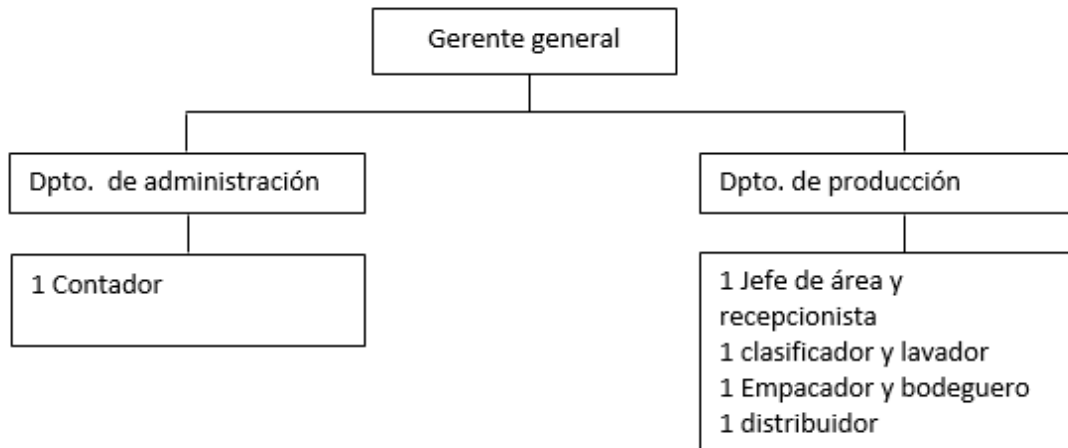 Gerente general
Dpto. de administración
Dpto. de producción
1 Contador
1 Jefe de área y
recepcionista
1 clasificador y lavador
1 Empacador y bodeguero
1 distribuidor